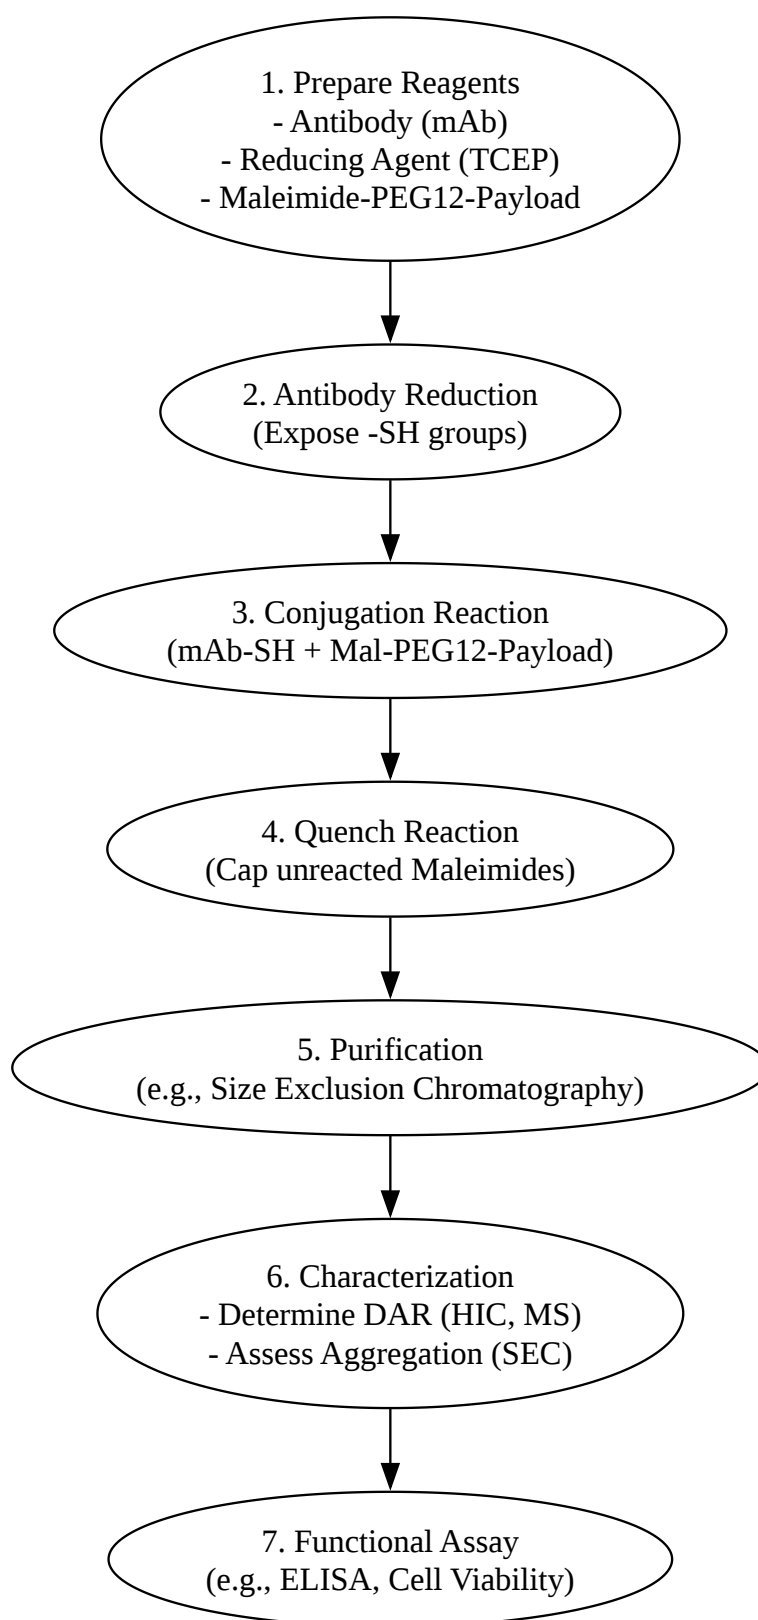 1. Prepare Reagents
- Antibody (mAb)
- Reducing Agent (TCEP)
- Maleimide-PEG12-Payload
2. Antibody Reduction
(Expose -SH groups)
3. Conjugation Reaction
(mAb-SH + Mal-PEG12-Payload)
4. Quench Reaction
(Cap unreacted Maleimides)
5. Purification
(e.g., Size Exclusion Chromatography)
6. Characterization
- Determine DAR (HIC, MS)
- Assess Aggregation (SEC)
7. Functional Assay
(e.g., ELISA, Cell Viability)